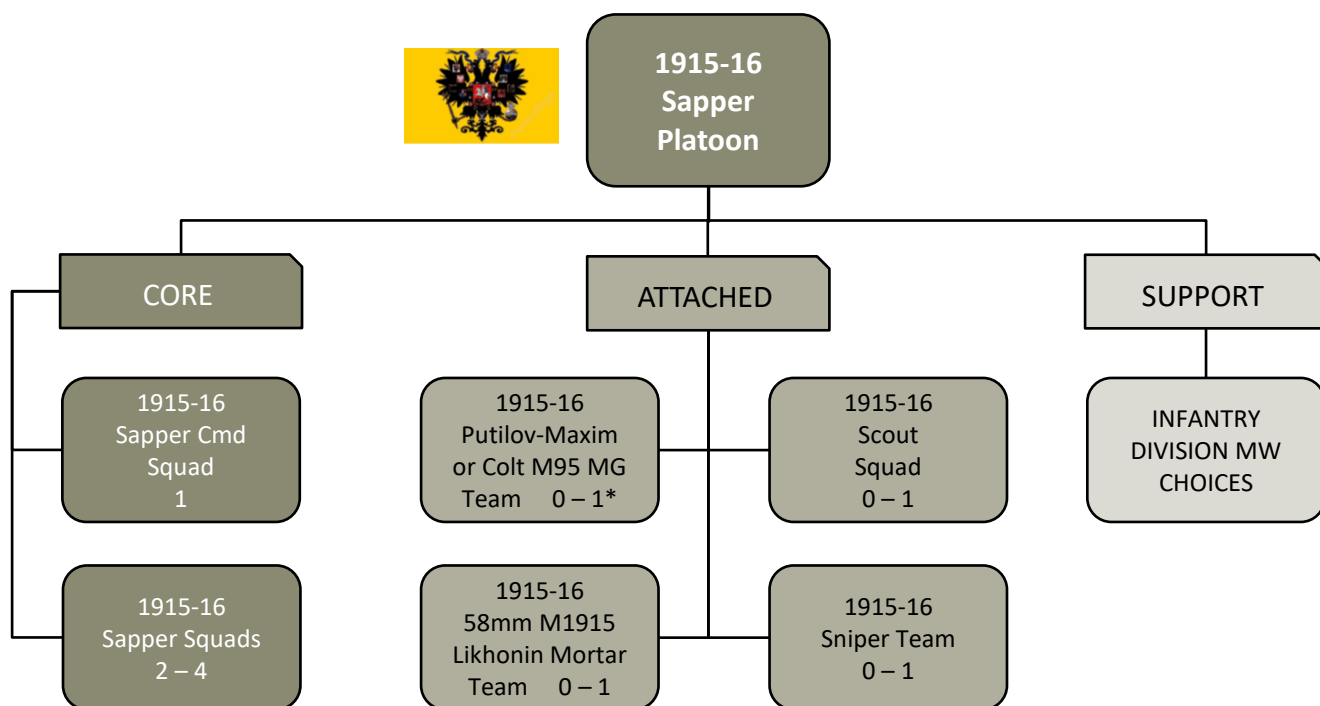 1915-16
Sapper
Platoon
CORE
ATTACHED
SUPPORT
1915-16
Sapper Cmd
Squad
1
1915-16
Putilov-Maxim
or Colt M95 MG
Team 0 – 1*
1915-16
Scout
Squad
0 – 1
INFANTRY
DIVISION MW
CHOICES
1915-16
Sapper Squads
2 – 4
1915-16
58mm M1915
Likhonin Mortar
Team 0 – 1
1915-16
Sniper Team
0 – 1